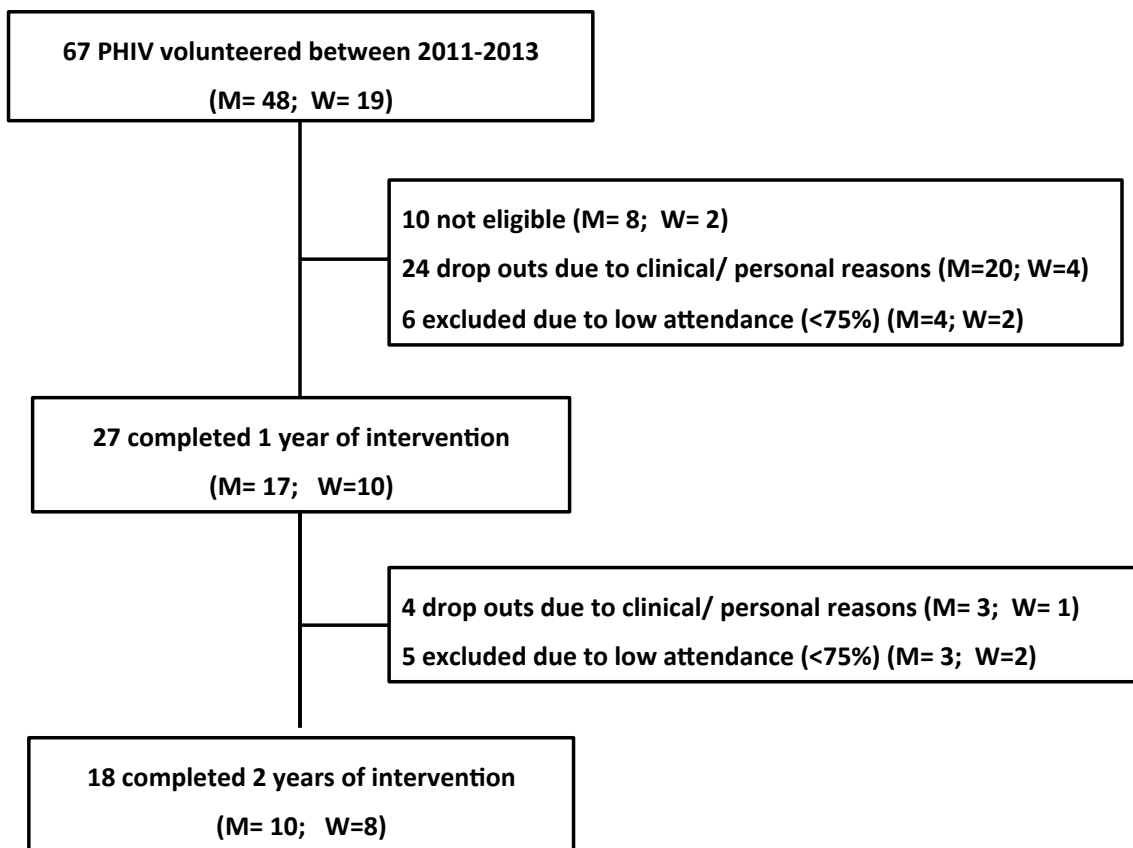 67 PHIV volunteered between 2011-2013
(M= 48; W= 19)
10 not eligible (M= 8; W= 2)
24 drop outs due to clinical/ personal reasons (M=20; W=4)
6 excluded due to low attendance (<75%) (M=4; W=2)
27 completed 1 year of intervention
(M= 17; W=10)
4 drop outs due to clinical/ personal reasons (M= 3; W= 1)
5 excluded due to low attendance (<75%) (M= 3; W=2)
18 completed 2 years of intervention
(M= 10; W=8)